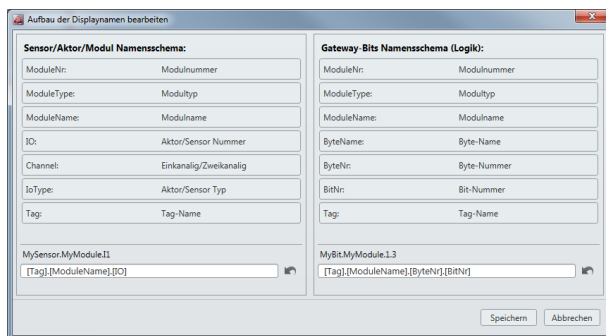 Aufbau der Displaynamen bearbeiten
Sensor/Aktor/Modul Namensschema:
ModuleNr: Modulnummer
ModuleType: Modultyp
ModuleName: Modulname
IO: Aktor/Sensor Nummer
Channel: Einkanalig/Zweikanalig
IoType: Aktor/Sensor Typ
Tag: Tag-Name
MySensor.MyModule.I1
[Tag].[ModuleName].[IO]
Gateway-Bits Namensschema (Logik):
ModuleNr: Modulnummer
ModuleType: Modultyp
ModuleName: Modulname
ByteName: Byte-Name
ByteNr: Byte-Nummer
BitNr: Bit-Nummer
Tag: Tag-Name
MyBit.MyModule.1.3
[Tag].[ModuleName].[ByteNr].[BitNr]
Speichern Abbrechen